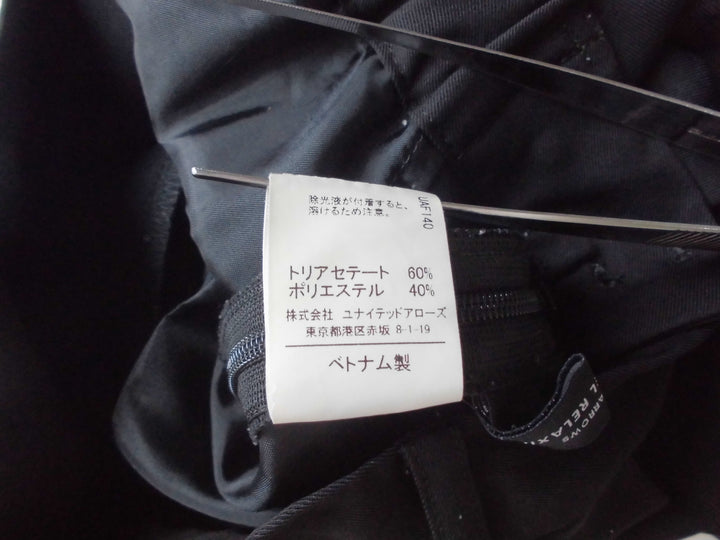 除光液が付着すると、
溶けるため注意。
UAF140
トリアセテート 60%
ポリエステル 40%
株式会社 ユナイテッドアローズ
東京都港区赤坂 8-1-19
ベトナム製
ARROWS
RELAX